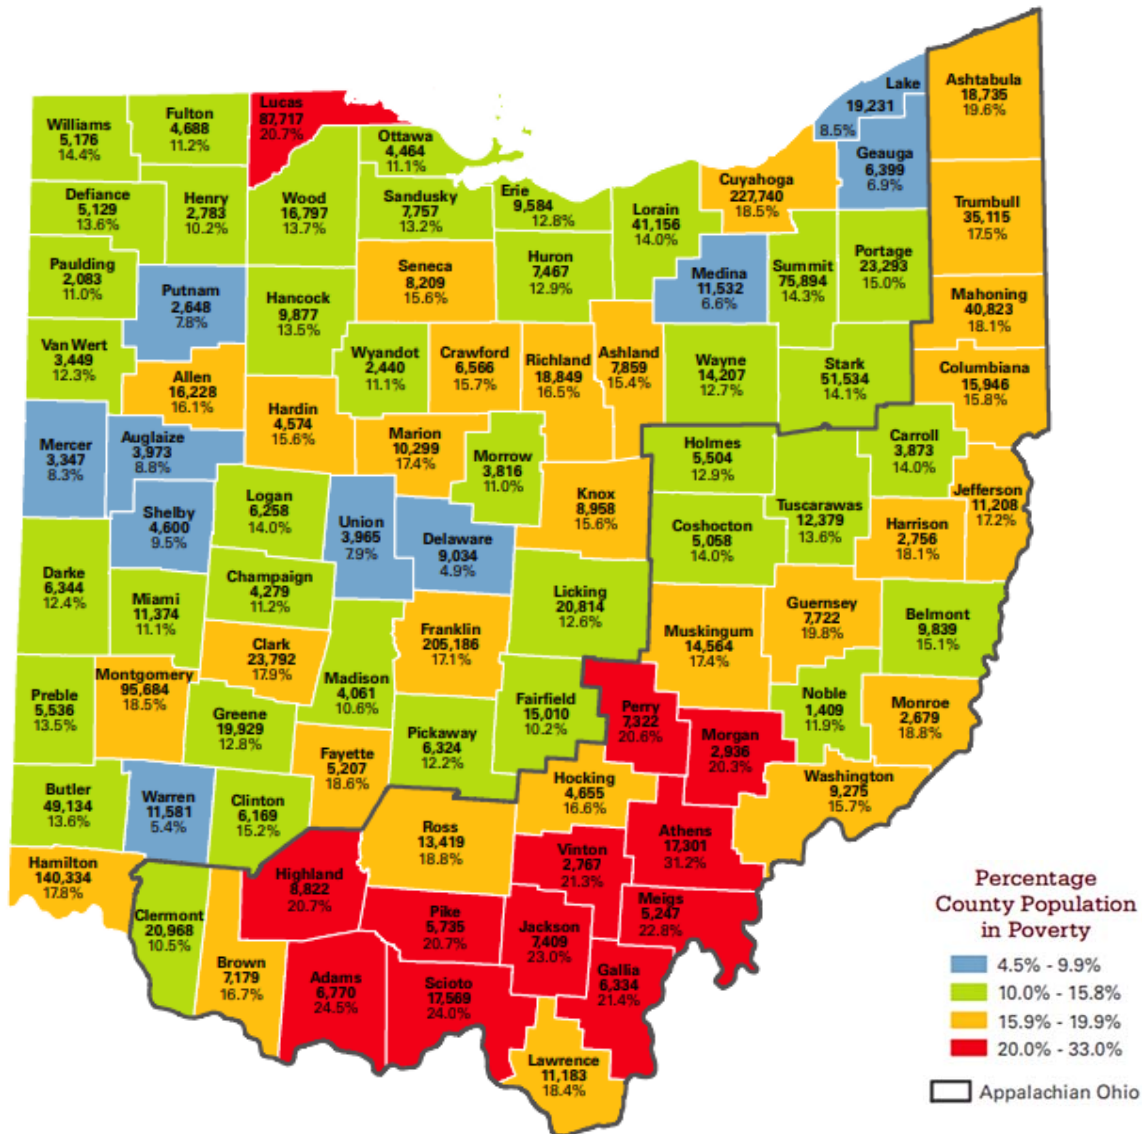 Lake
19,231
8.5%
Ashtabula
18,735
19.6%
Lucas
87,717
20.7%
Williams
5,176
14.4%
Fulton
4,688
11.2%
Ottawa
4,464
11.1%
Geauga
6,399
6.9%
Cuyahoga
227,740
18.5%
Defiance
5,129
13.6%
Henry
2,783
10.2%
Wood
16,797
13.7%
Sandusky
7,757
13.2%
Erie
9,584
12.8%
Lorain
41,156
14.0%
Trumbull
35,115
17.5%
Paulding
2,083
11.0%
Putnam
2,648
7.8%
Hancock
9,877
13.5%
Seneca
8,209
15.6%
Huron
7,467
12.9%
Medina
11,532
6.6%
Summit
75,894
14.3%
Portage
23,293
15.0%
Mahoning
40,823
18.1%
Van Wert
3,449
12.3%
Allen
16,228
16.1%
Wyandot
2,440
11.1%
Crawford
6,566
15.7%
Richland
18,849
16.5%
Ashland
7,859
15.4%
Wayne
14,207
12.7%
Stark
51,534
14.1%
Columbiana
15,946
15.8%
Mercer
3,347
8.3%
Auglaize
3,973
8.8%
Hardin
4,574
15.6%
Marion
10,299
17.4%
Morrow
3,816
11.0%
Holmes
5,504
12.9%
Carroll
3,873
14.0%
Shelby
4,600
9.5%
Logan
6,258
14.0%
Union
3,965
7.9%
Delaware
9,034
4.9%
Knox
8,958
15.6%
Coshocton
5,058
14.0%
Tuscarawas
12,379
13.6%
Harrison
2,756
18.1%
Jefferson
11,208
17.2%
Darke
6,344
12.4%
Miami
11,374
11.1%
Champaign
4,279
11.2%
Licking
20,814
12.6%
Guernsey
7,722
19.8%
Belmont
9,839
15.1%
Clark
23,792
17.9%
Franklin
205,186
17.1%
Muskingum
14,564
17.4%
Preble
5,536
13.5%
Montgomery
95,684
18.5%
Greene
19,929
12.8%
Madison
4,061
10.6%
Pickaway
6,324
12.2%
Fairfield
15,010
10.2%
Perry
7,322
20.6%
Morgan
2,936
20.3%
Noble
1,409
11.9%
Monroe
2,679
18.8%
Fayette
5,207
18.6%
Hocking
4,655
16.6%
Washington
9,275
15.7%
Butler
49,134
13.6%
Warren
11,581
5.4%
Clinton
6,169
15.2%
Ross
13,419
18.8%
Vinton
2,767
21.3%
Athens
17,301
31.2%
Hamilton
140,334
17.8%
Highland
8,822
20.7%
Pike
5,735
20.7%
Jackson
7,409
23.0%
Meigs
5,247
22.8%
Clermont
20,968
10.5%
Brown
7,179
16.7%
Adams
6,770
24.5%
Scioto
17,569
24.0%
Gallia
6,334
21.4%
Lawrence
11,183
18.4%
Percentage
County Population
in Poverty
4.5% - 9.9%
10.0% - 15.8%
15.9% - 19.9%
20.0% - 33.0%
Appalachian Ohio